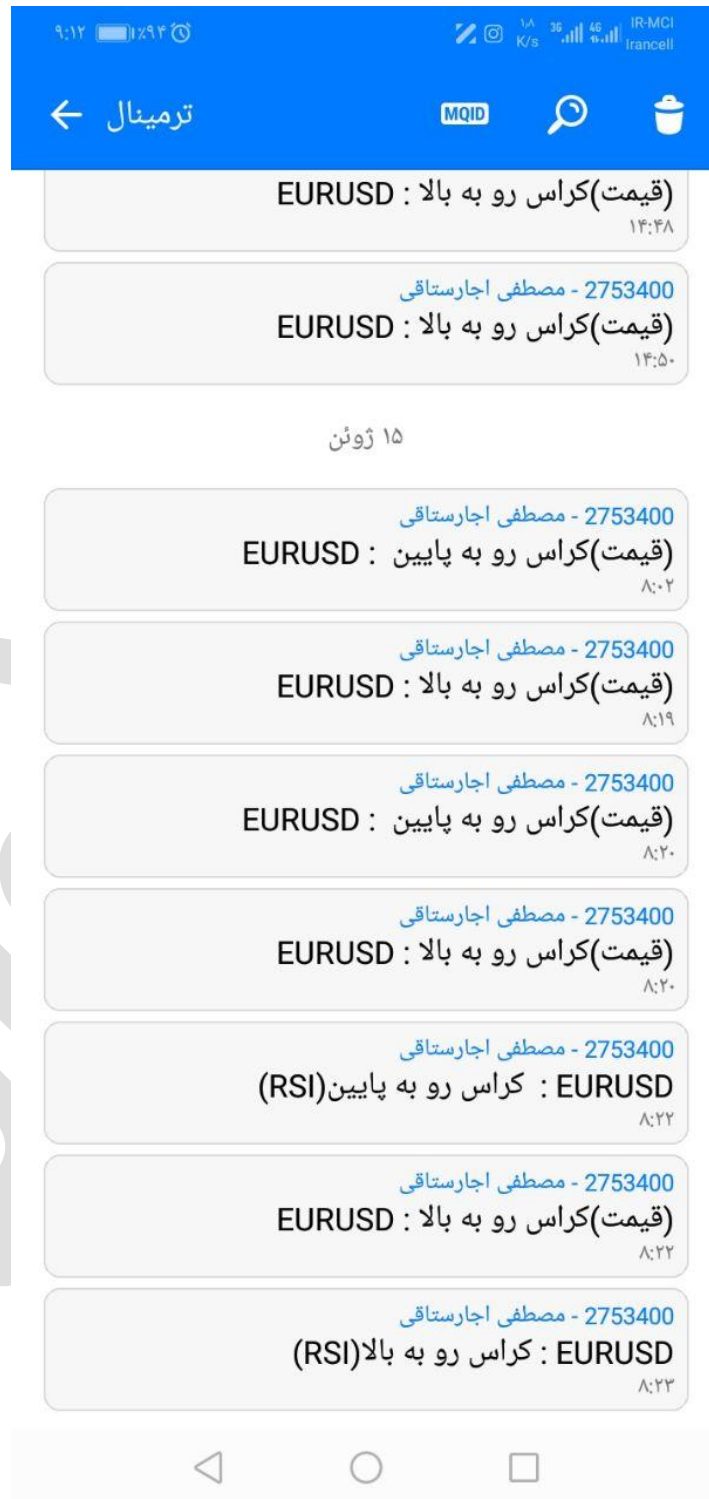 ۹:۱۲ ٪۹۴ ۱٫۸ K/s 36 46 IR-MCI Irancell
ترمینال MQID
(قیمت)کراس رو به بالا : EURUSD
۱۴:۴۸
2753400 - مصطفی اجارستاقی
(قیمت)کراس رو به بالا : EURUSD
۱۴:۵۰
۱۵ ژوئن
2753400 - مصطفی اجارستاقی
(قیمت)کراس رو به پایین : EURUSD
۸:۰۲
2753400 - مصطفی اجارستاقی
(قیمت)کراس رو به بالا : EURUSD
۸:۱۹
2753400 - مصطفی اجارستاقی
(قیمت)کراس رو به پایین : EURUSD
۸:۲۰
2753400 - مصطفی اجارستاقی
(قیمت)کراس رو به بالا : EURUSD
۸:۲۰
2753400 - مصطفی اجارستاقی
EURUSD : کراس رو به پایین(RSI)
۸:۲۲
2753400 - مصطفی اجارستاقی
(قیمت)کراس رو به بالا : EURUSD
۸:۲۲
2753400 - مصطفی اجارستاقی
EURUSD : کراس رو به بالا(RSI)
۸:۲۳